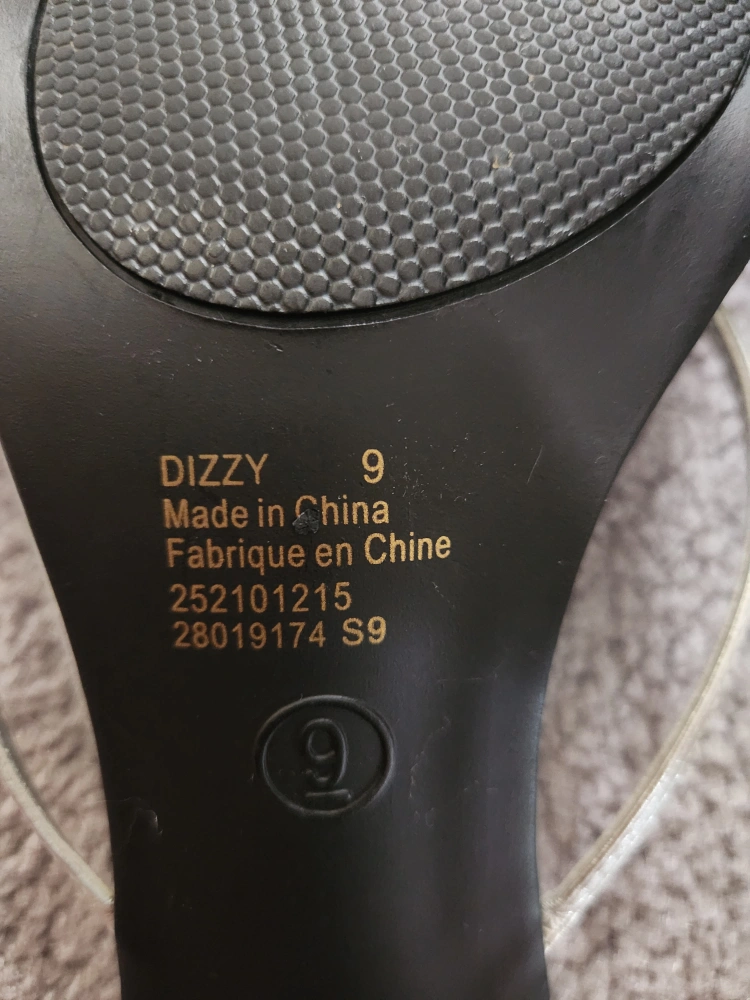 DIZZY 9
Made in China
Fabrique en Chine
252101215
28019174 S9
9